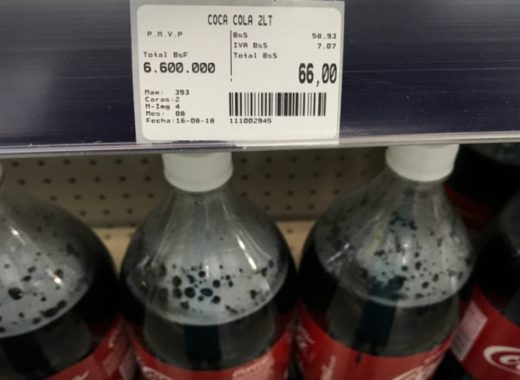 COCA COLA 2LT
P.M.V.P
BsS 58.93
IVA BsS 7.07
Total BsF
Total BsS
6.600.000
66,00
Max: 393
Caras:2
M-Img 4
Mes: 08
Fecha:16-08-18 111002945